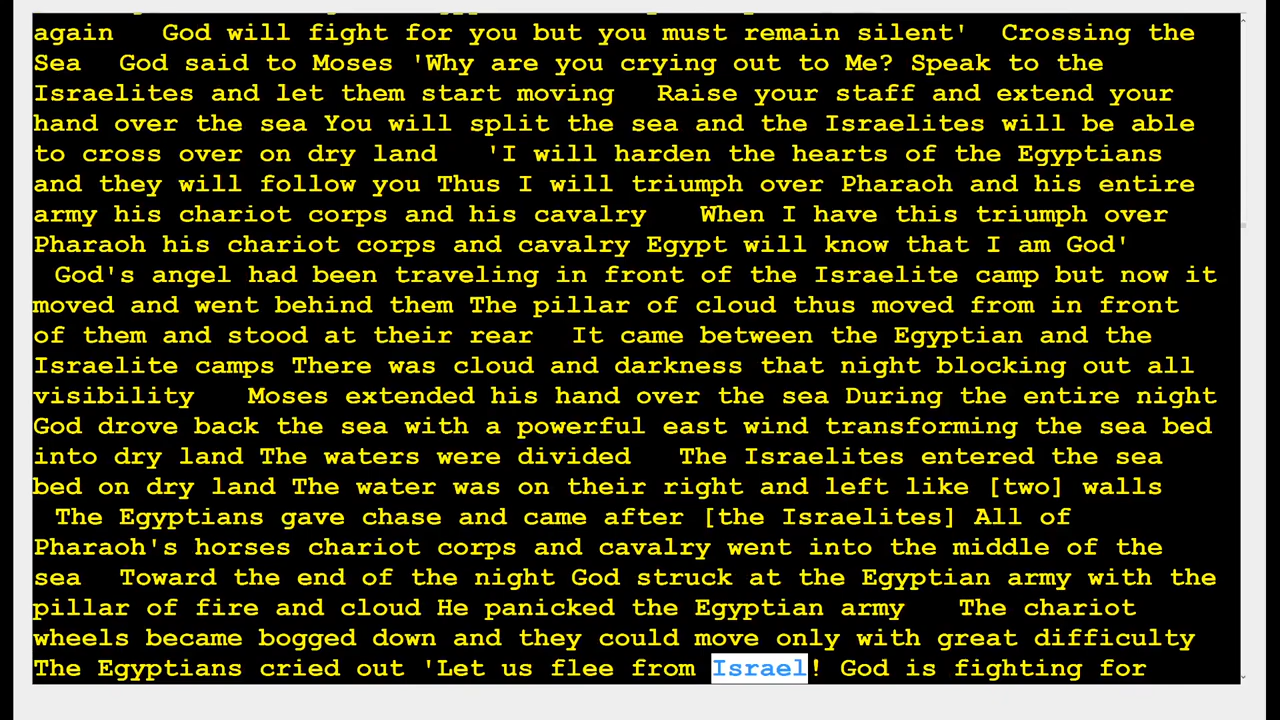 again God will fight for you but you must remain silent' Crossing the
Sea God said to Moses 'Why are you crying out to Me? Speak to the
Israelites and let them start moving Raise your staff and extend your
hand over the sea You will split the sea and the Israelites will be able
to cross over on dry land 'I will harden the hearts of the Egyptians
and they will follow you Thus I will triumph over Pharaoh and his entire
army his chariot corps and his cavalry When I have this triumph over
Pharaoh his chariot corps and cavalry Egypt will know that I am God'
God's angel had been traveling in front of the Israelite camp but now it
moved and went behind them The pillar of cloud thus moved from in front
of them and stood at their rear It came between the Egyptian and the
Israelite camps There was cloud and darkness that night blocking out all
visibility Moses extended his hand over the sea During the entire night
God drove back the sea with a powerful east wind transforming the sea bed
into dry land The waters were divided The Israelites entered the sea
bed on dry land The water was on their right and left like [two] walls
The Egyptians gave chase and came after [the Israelites] All of
Pharaoh's horses chariot corps and cavalry went into the middle of the
sea Toward the end of the night God struck at the Egyptian army with the
pillar of fire and cloud He panicked the Egyptian army The chariot
wheels became bogged down and they could move only with great difficulty
The Egyptians cried out 'Let us flee from Israel! God is fighting for